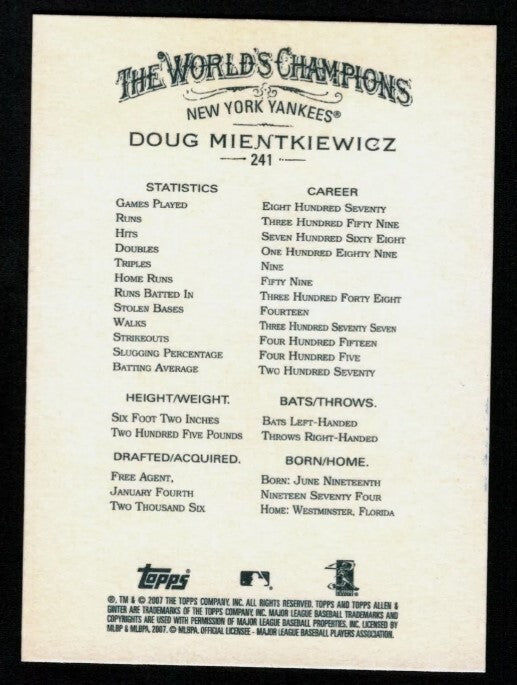 THE WORLD'S CHAMPIONS
NEW YORK YANKEES®
DOUG MIENTKIEWICZ
241
STATISTICS CAREER
GAMES PLAYED EIGHT HUNDRED SEVENTY
RUNS THREE HUNDRED FIFTY NINE
HITS SEVEN HUNDRED SIXTY EIGHT
DOUBLES ONE HUNDRED EIGHTY NINE
TRIPLES NINE
HOME RUNS FIFTY NINE
RUNS BATTED IN THREE HUNDRED FORTY EIGHT
STOLEN BASES FOURTEEN
WALKS THREE HUNDRED SEVENTY SEVEN
STRIKEOUTS FOUR HUNDRED FIFTEEN
SLUGGING PERCENTAGE FOUR HUNDRED FIVE
BATTING AVERAGE TWO HUNDRED SEVENTY
HEIGHT/WEIGHT. BATS/THROWS.
SIX FOOT TWO INCHES BATS LEFT-HANDED
TWO HUNDRED FIVE POUNDS THROWS RIGHT-HANDED
DRAFTED/ACQUIRED. BORN/HOME.
FREE AGENT, BORN: JUNE NINETEENTH
JANUARY FOURTH NINETEEN SEVENTY FOUR
TWO THOUSAND SIX HOME: WESTMINSTER, FLORIDA
Topps
®, TM & © 2007 THE TOPPS COMPANY, INC. ALL RIGHTS RESERVED. TOPPS AND TOPPS ALLEN &
GINTER ARE TRADEMARKS OF THE TOPPS COMPANY, INC. MAJOR LEAGUE BASEBALL TRADEMARKS AND
COPYRIGHTS ARE USED WITH PERMISSION OF MAJOR LEAGUE BASEBALL PROPERTIES, INC. LICENSED BY
MLBP & MLBPA, 2007. © MLBPA. OFFICIAL LICENSEE - MAJOR LEAGUE BASEBALL PLAYERS ASSOCIATION.